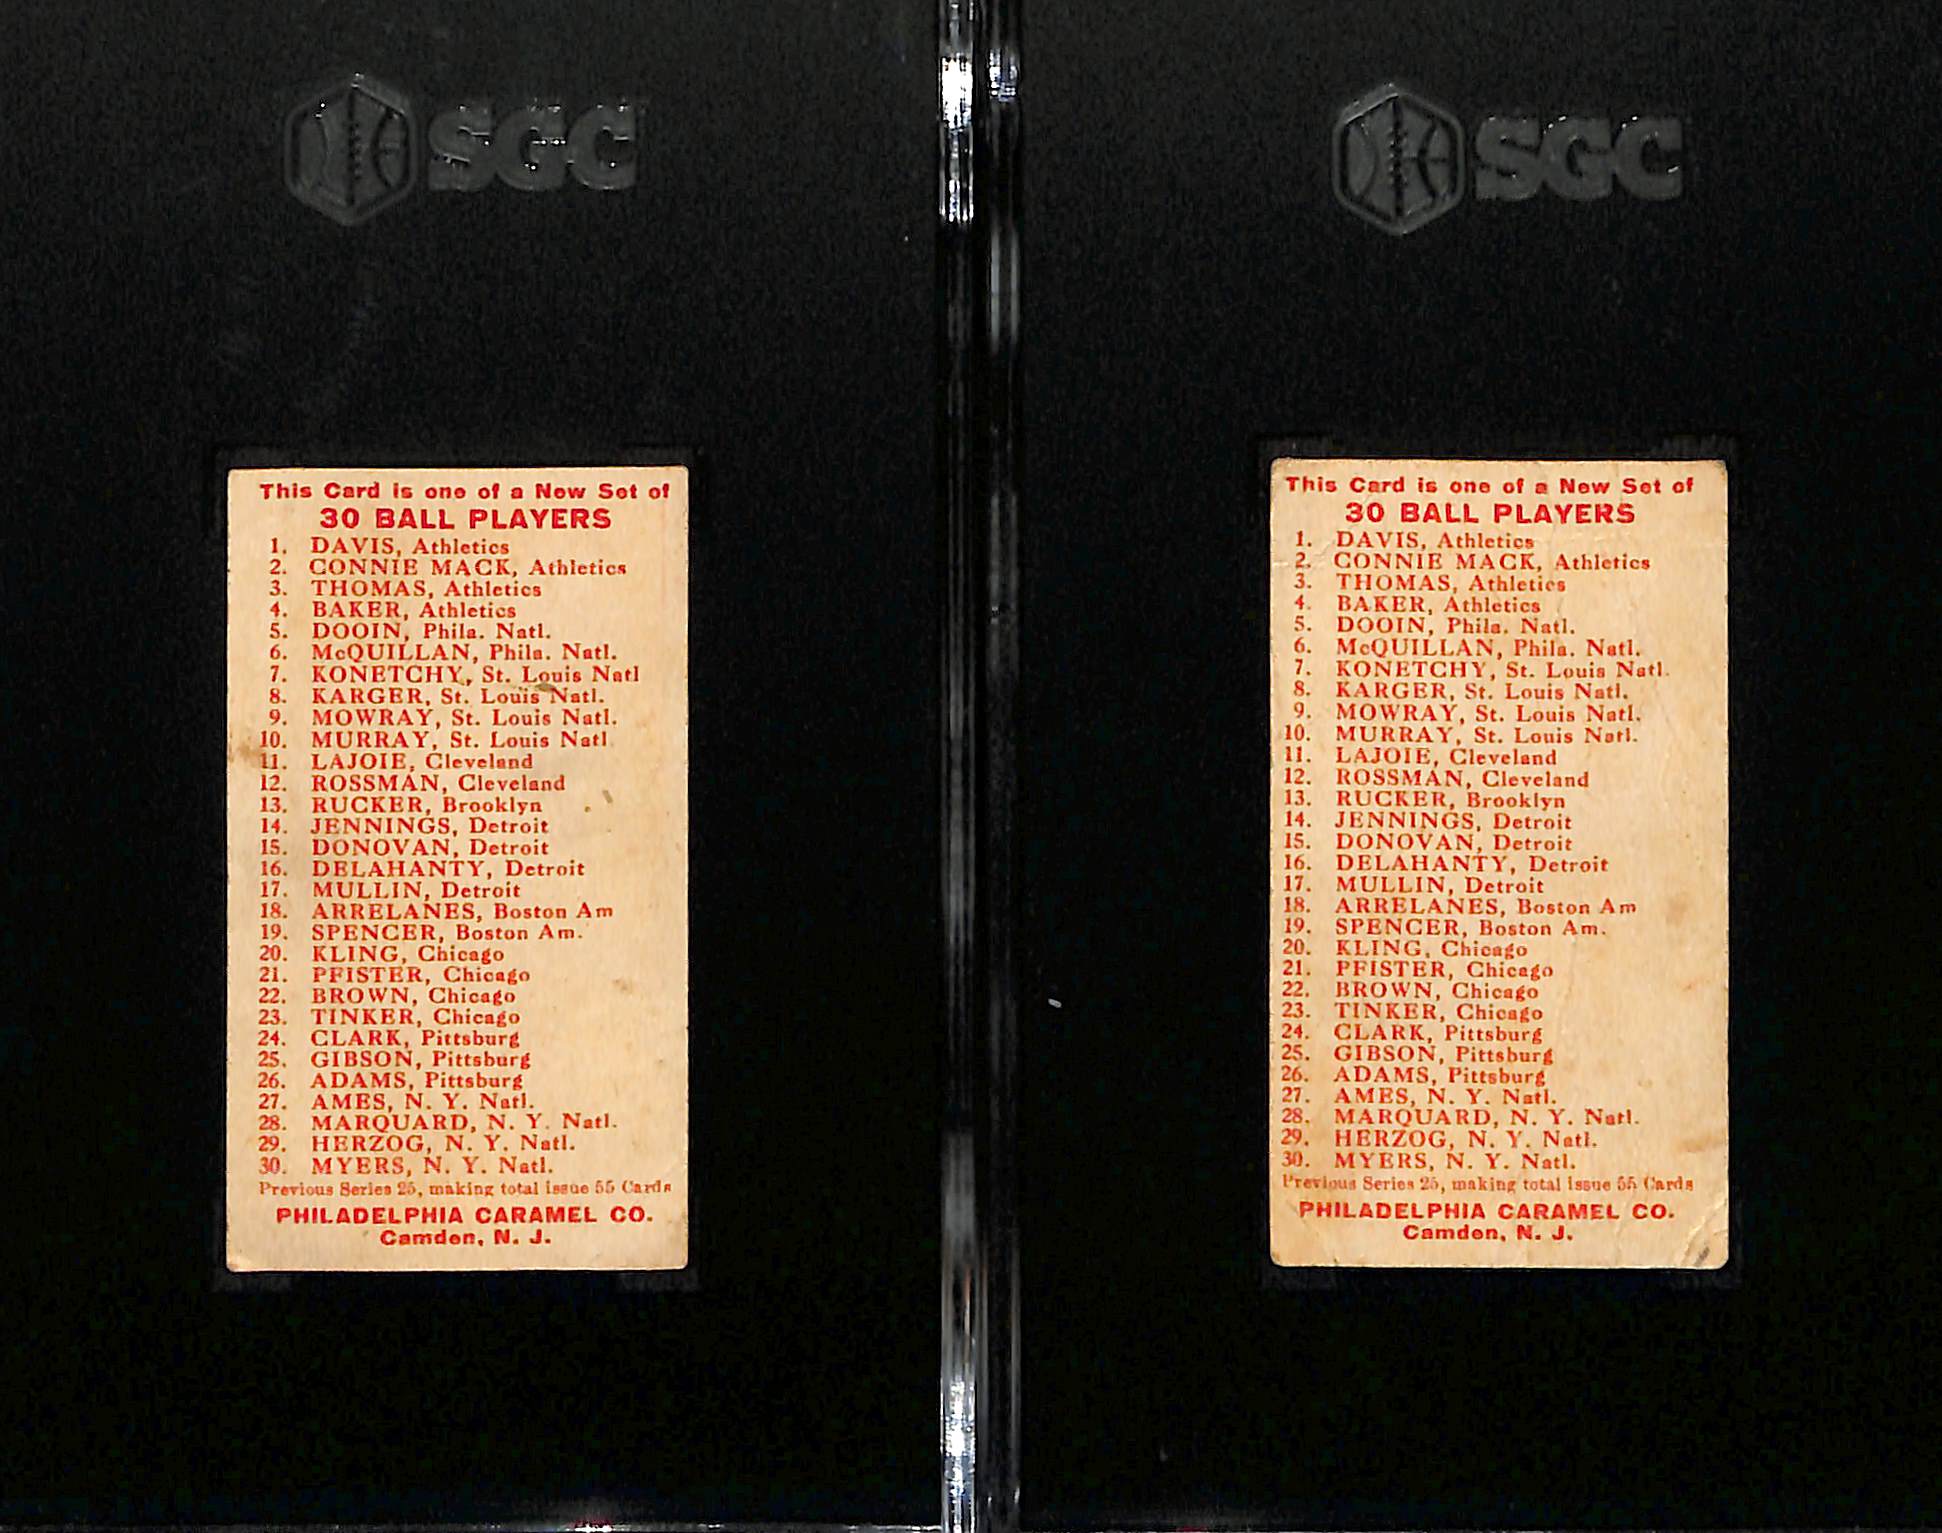 SGC
This Card is one of a New Set of
30 BALL PLAYERS
1. DAVIS, Athletics
2. CONNIE MACK, Athletics
3. THOMAS, Athletics
4. BAKER, Athletics
5. DOOIN, Phila. Natl.
6. McQUILLAN, Phila. Natl.
7. KONETCHY, St. Louis Natl
8. KARGER, St. Louis Natl.
9. MOWRAY, St. Louis Natl.
10. MURRAY, St. Louis Natl
11. LAJOIE, Cleveland
12. ROSSMAN, Cleveland
13. RUCKER, Brooklyn
14. JENNINGS, Detroit
15. DONOVAN, Detroit
16. DELAHANTY, Detroit
17. MULLIN, Detroit
18. ARRELANES, Boston Am
19. SPENCER, Boston Am.
20. KLING, Chicago
21. PFISTER, Chicago
22. BROWN, Chicago
23. TINKER, Chicago
24. CLARK, Pittsburg
25. GIBSON, Pittsburg
26. ADAMS, Pittsburg
27. AMES, N. Y. Natl.
28. MARQUARD, N. Y. Natl.
29. HERZOG, N. Y. Natl.
30. MYERS, N. Y. Natl.
Previous Series 25, making total issue 55 Cards
PHILADELPHIA CARAMEL CO.
Camden, N. J.
SGC
This Card is one of a New Set of
30 BALL PLAYERS
1. DAVIS, Athletics
2. CONNIE MACK, Athletics
3. THOMAS, Athletics
4. BAKER, Athletics
5. DOOIN, Phila. Natl.
6. McQUILLAN, Phila. Natl.
7. KONETCHY, St. Louis Natl.
8. KARGER, St. Louis Natl.
9. MOWRAY, St. Louis Natl.
10. MURRAY, St. Louis Natl.
11. LAJOIE, Cleveland
12. ROSSMAN, Cleveland
13. RUCKER, Brooklyn
14. JENNINGS, Detroit
15. DONOVAN, Detroit
16. DELAHANTY, Detroit
17. MULLIN, Detroit
18. ARRELANES, Boston Am
19. SPENCER, Boston Am.
20. KLING, Chicago
21. PFISTER, Chicago
22. BROWN, Chicago
23. TINKER, Chicago
24. CLARK, Pittsburg
25. GIBSON, Pittsburg
26. ADAMS, Pittsburg
27. AMES, N. Y. Natl.
28. MARQUARD, N. Y. Natl.
29. HERZOG, N. Y. Natl.
30. MYERS, N. Y. Natl.
Previous Series 25, making total issue 55 Cards
PHILADELPHIA CARAMEL CO.
Camden, N. J.